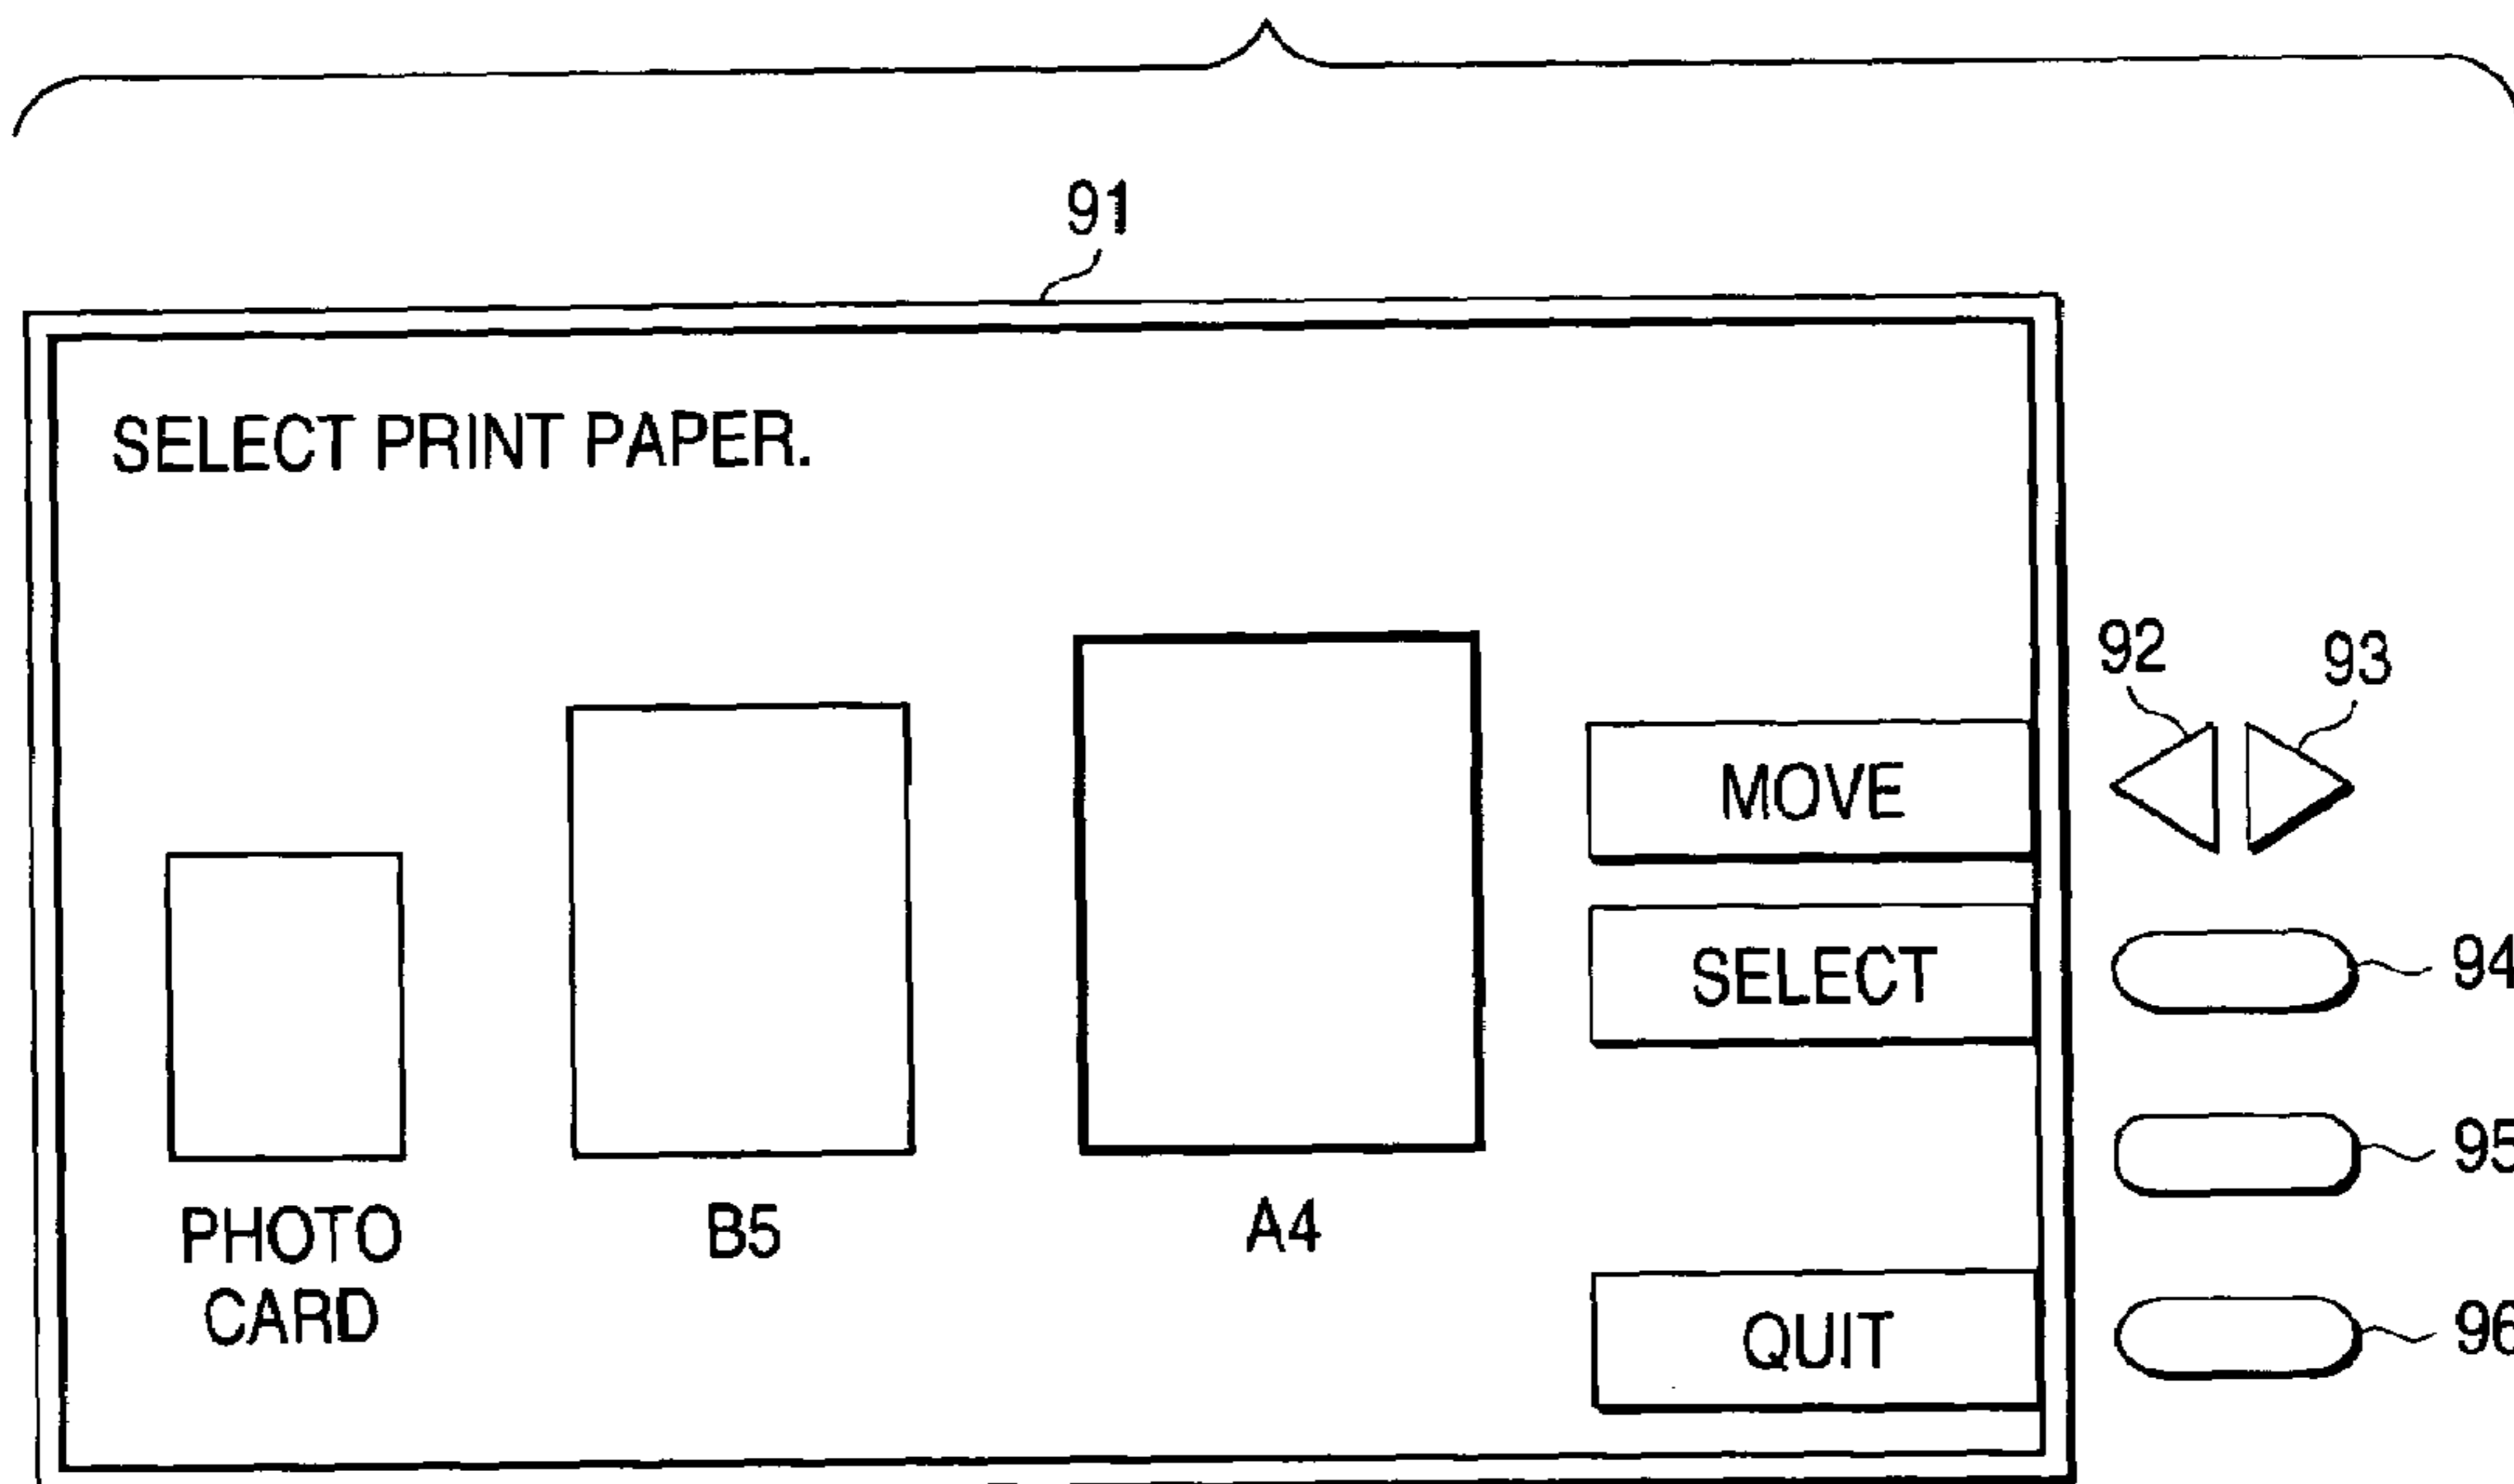 91
SELECT PRINT PAPER.
92
93
MOVE
SELECT
94
95
PHOTO
CARD
B5
A4
QUIT
96